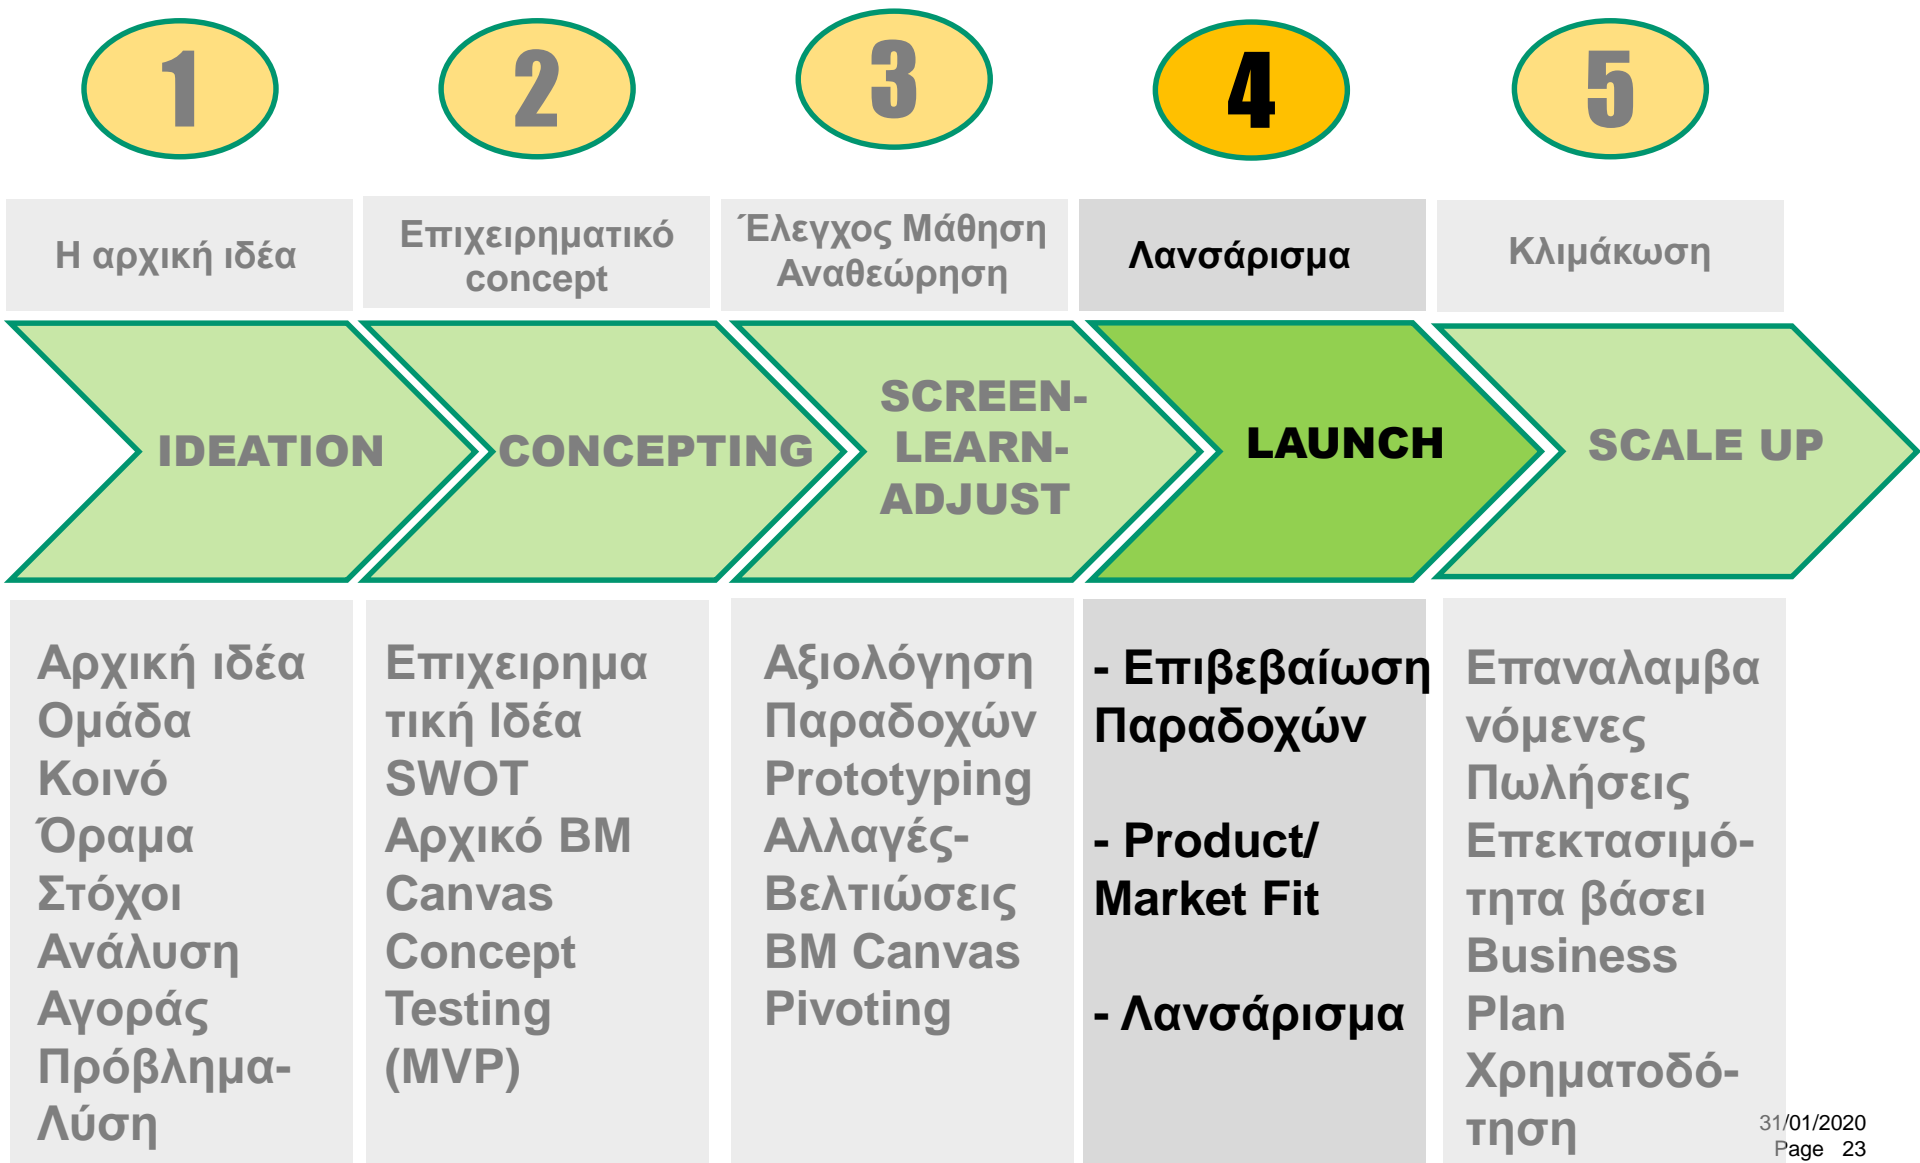 1
2
3
4
5
Η αρχική ιδέα
Επιχειρηματικό
concept
Έλεγχος Μάθηση
Αναθεώρηση
Λανσάρισμα
Κλιμάκωση
IDEATION
CONCEPTING
SCREEN-
LEARN-
ADJUST
LAUNCH
SCALE UP
Αρχική ιδέα
Ομάδα
Κοινό
Όραμα
Στόχοι
Ανάλυση
Αγοράς
Πρόβλημα-
Λύση
Επιχειρημα
τική Ιδέα
SWOT
Αρχικό BM
Canvas
Concept
Testing
(MVP)
Αξιολόγηση
Παραδοχών
Prototyping
Αλλαγές-
Βελτιώσεις
BM Canvas
Pivoting
- Επιβεβαίωση
Παραδοχών
- Product/
Market Fit
- Λανσάρισμα
Επαναλαμβα
νόμενες
Πωλήσεις
Επεκτασιμό-
τητα βάσει
Business
Plan
Χρηματοδό-
τηση
31/01/2020
Page 23